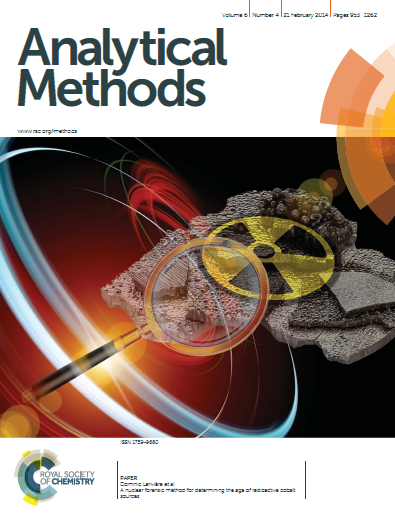 Volume 6 | Number 4 | 21 February 2014 | Pages 953–1262
Analytical
Methods
www.rsc.org/methods
ISSN 1759-9660
ROYAL SOCIETY
OF CHEMISTRY
PAPER
Dominic Larivière et al.
A nuclear forensic method for determining the age of radioactive cobalt
sources